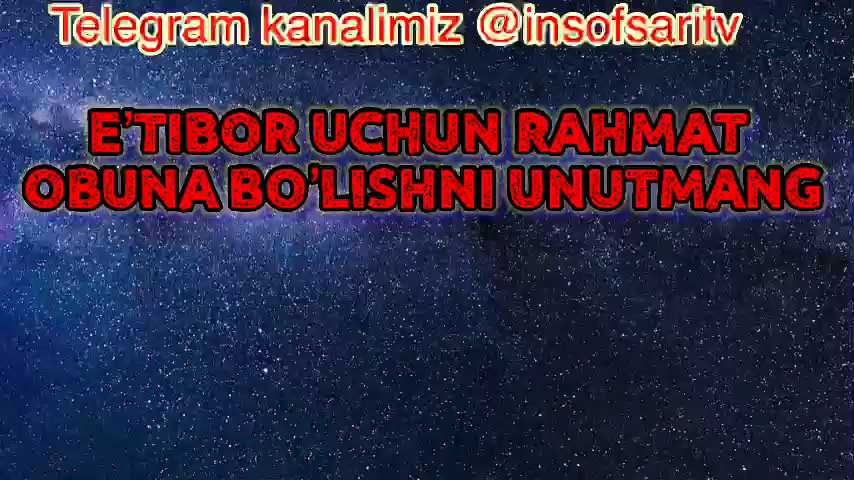 Telegram kanalimiz @insofsaritv
E'TIBOR UCHUN RAHMAT
OBUNA BO'LISHNI UNUTMANG